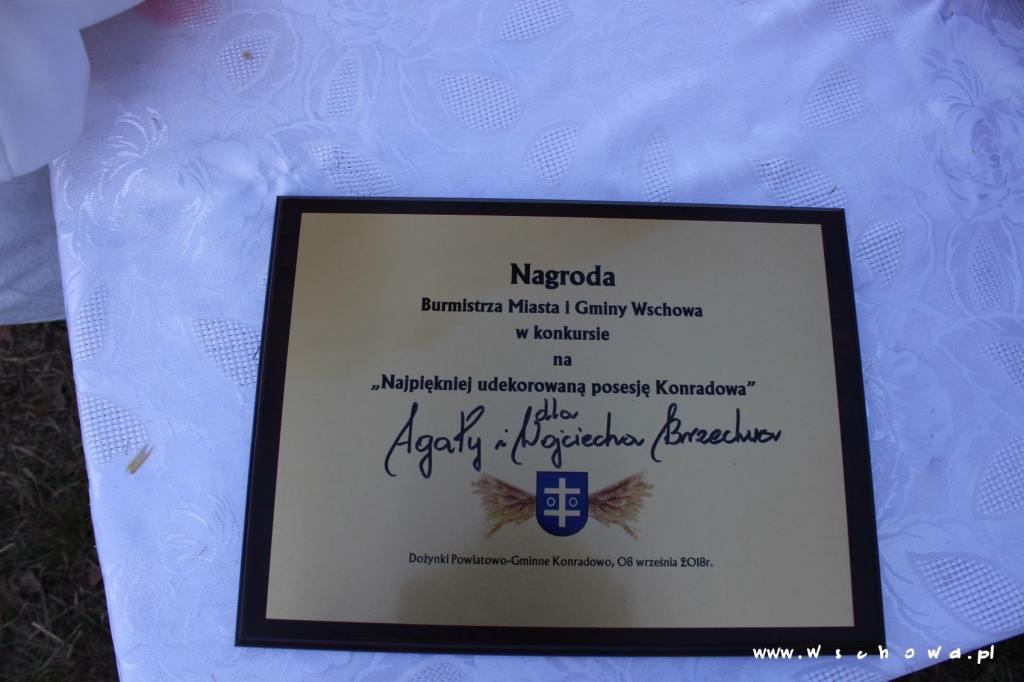 Nagroda
Burmistrza Miasta i Gminy Wschowa
w konkursie
na
„Najpiękniej udekorowaną posesję Konradowa”
dla
Agaty i Wojciecha Brzechwa
Dożynki Powiatowo-Gminne Konradowo, 08 września 2018r.
www.Wschowa.pl